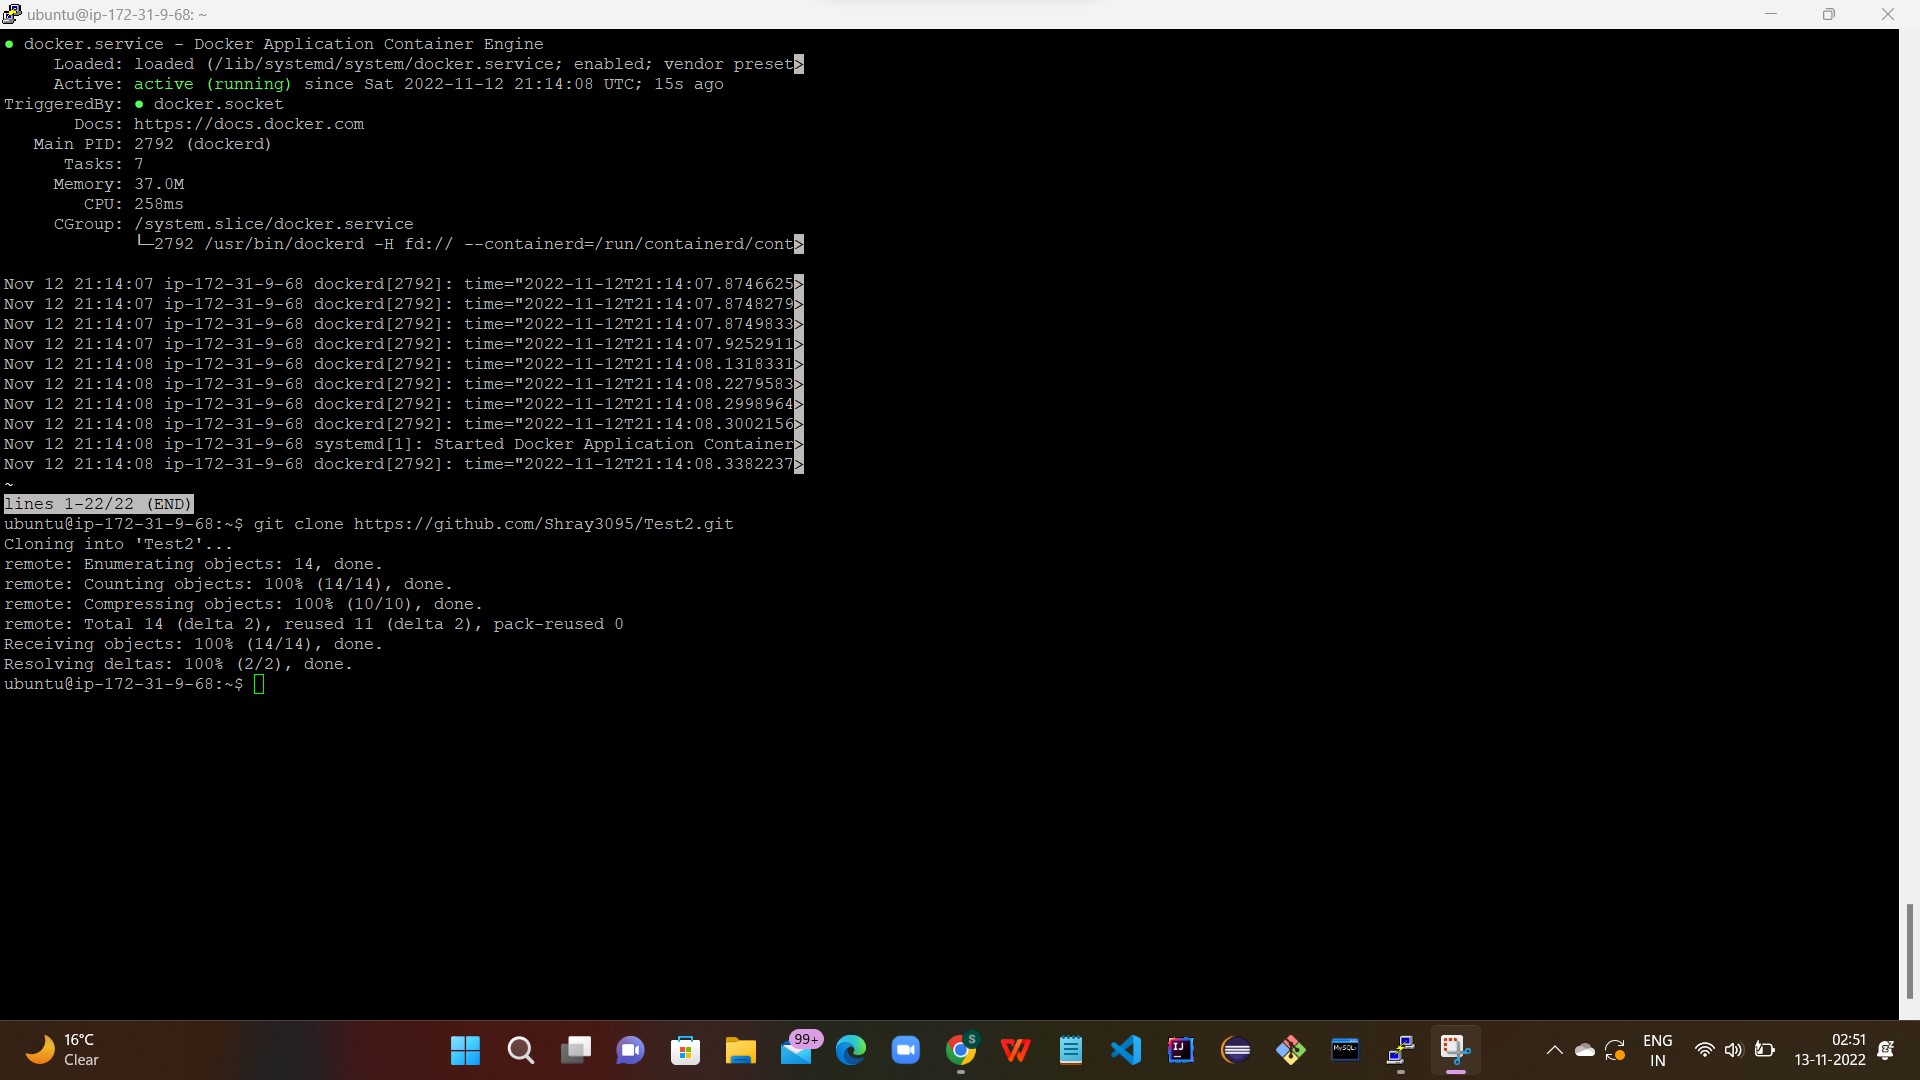 ubuntu@ip-172-31-9-68: ~
● docker.service - Docker Application Container Engine
Loaded: loaded (/lib/systemd/system/docker.service; enabled; vendor preset>
Active: active (running) since Sat 2022-11-12 21:14:08 UTC; 15s ago
TriggeredBy: ● docker.socket
Docs: https://docs.docker.com
Main PID: 2792 (dockerd)
Tasks: 7
Memory: 37.0M
CPU: 258ms
CGroup: /system.slice/docker.service
└─2792 /usr/bin/dockerd -H fd:// --containerd=/run/containerd/cont>
Nov 12 21:14:07 ip-172-31-9-68 dockerd[2792]: time="2022-11-12T21:14:07.8746625>
Nov 12 21:14:07 ip-172-31-9-68 dockerd[2792]: time="2022-11-12T21:14:07.8748279>
Nov 12 21:14:07 ip-172-31-9-68 dockerd[2792]: time="2022-11-12T21:14:07.8749833>
Nov 12 21:14:07 ip-172-31-9-68 dockerd[2792]: time="2022-11-12T21:14:07.9252911>
Nov 12 21:14:08 ip-172-31-9-68 dockerd[2792]: time="2022-11-12T21:14:08.1318331>
Nov 12 21:14:08 ip-172-31-9-68 dockerd[2792]: time="2022-11-12T21:14:08.2279583>
Nov 12 21:14:08 ip-172-31-9-68 dockerd[2792]: time="2022-11-12T21:14:08.2998964>
Nov 12 21:14:08 ip-172-31-9-68 dockerd[2792]: time="2022-11-12T21:14:08.3002156>
Nov 12 21:14:08 ip-172-31-9-68 systemd[1]: Started Docker Application Container>
Nov 12 21:14:08 ip-172-31-9-68 dockerd[2792]: time="2022-11-12T21:14:08.3382237>
~
lines 1-22/22 (END)
ubuntu@ip-172-31-9-68:~$ git clone https://github.com/Shray3095/Test2.git
Cloning into 'Test2'...
remote: Enumerating objects: 14, done.
remote: Counting objects: 100% (14/14), done.
remote: Compressing objects: 100% (10/10), done.
remote: Total 14 (delta 2), reused 11 (delta 2), pack-reused 0
Receiving objects: 100% (14/14), done.
Resolving deltas: 100% (2/2), done.
ubuntu@ip-172-31-9-68:~$
16°C
Clear
99+
S
IJ
MySQL
ENG
IN
02:51
13-11-2022